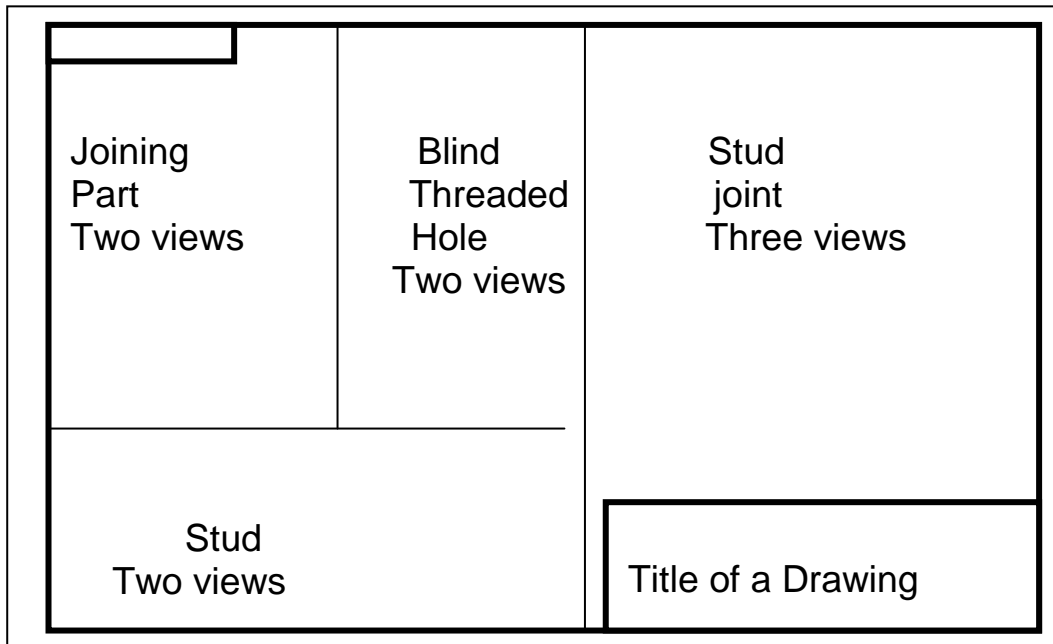 Joining
Part
Two views
Blind
Threaded
Hole
Two views
Stud
joint
Three views
Stud
Two views
Title of a Drawing